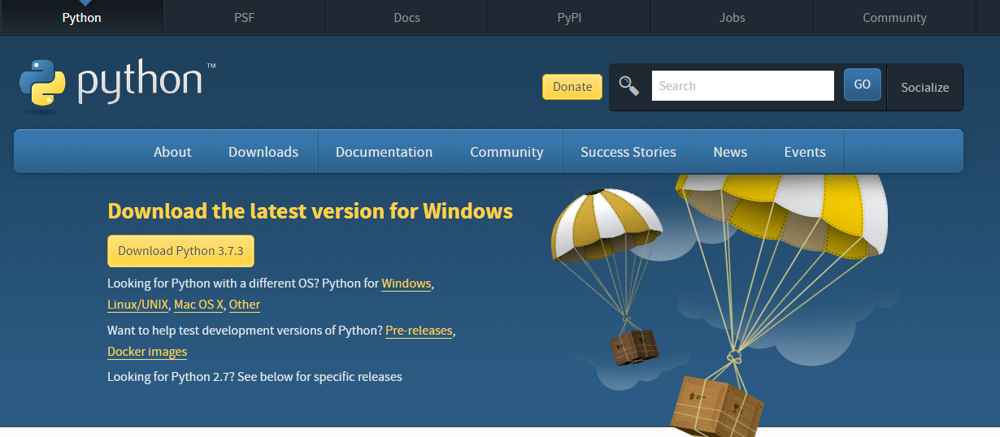 Python PSF Docs PyPI Jobs Community
python™
Donate Search GO Socialize
About Downloads Documentation Community Success Stories News Events
Download the latest version for Windows
Download Python 3.7.3
Looking for Python with a different OS? Python for Windows,
Linux/UNIX, Mac OS X, Other
Want to help test development versions of Python? Pre-releases,
Docker images
Looking for Python 2.7? See below for specific releases